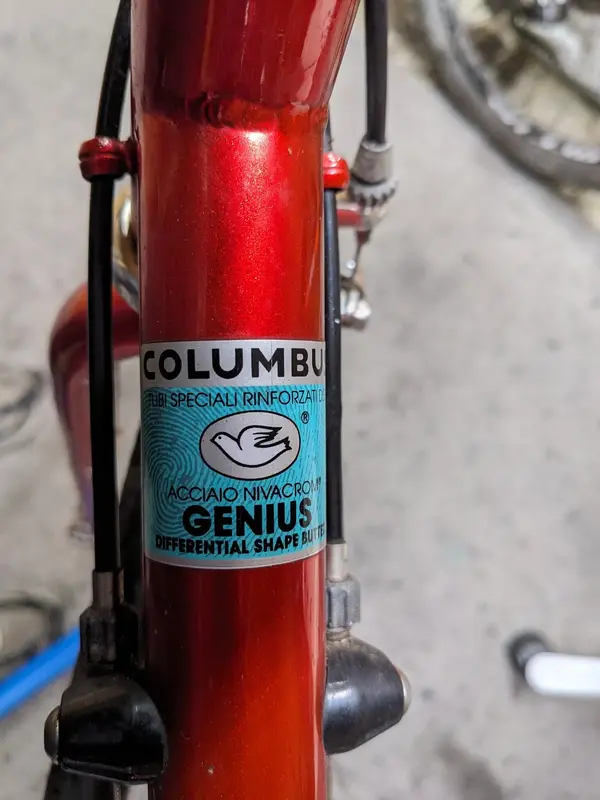 COLUMBU
TUBI SPECIALI RINFORZATI
®
ACCIAIO NIVACROM
GENIUS
DIFFERENTIAL SHAPE BUTTE